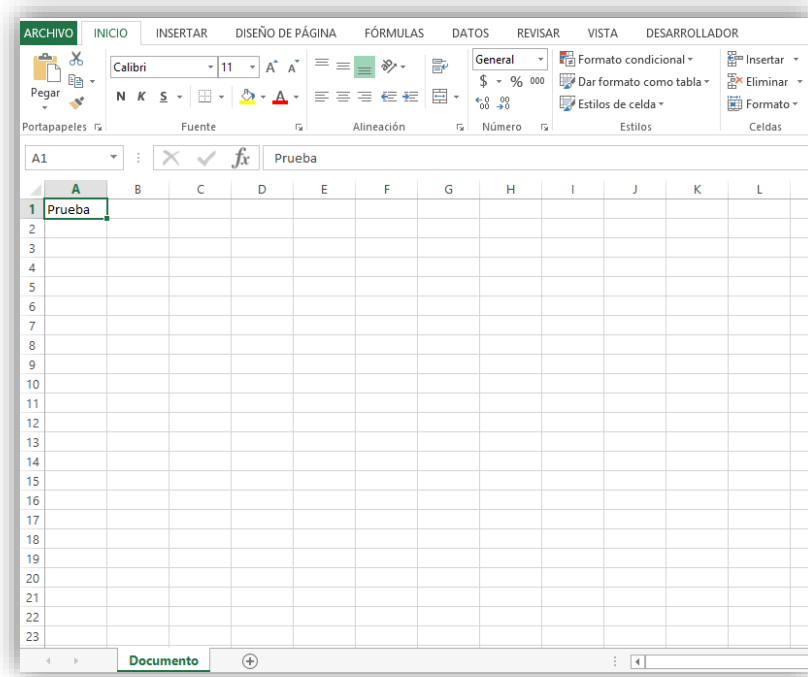 ARCHIVO INICIO INSERTAR DISEÑO DE PÁGINA FÓRMULAS DATOS REVISAR VISTA DESARROLLADOR
Calibri 11 General Formato condicional Insertar
Pegar N K S A $ % 000 Dar formato como tabla Eliminar
Estilos de celda Formato
Portapapeles Fuente Alineación Número Estilos Celdas
A1 fx Prueba
A B C D E F G H I J K L
1 Prueba
2
3
4
5
6
7
8
9
10
11
12
13
14
15
16
17
18
19
20
21
22
23
Documento